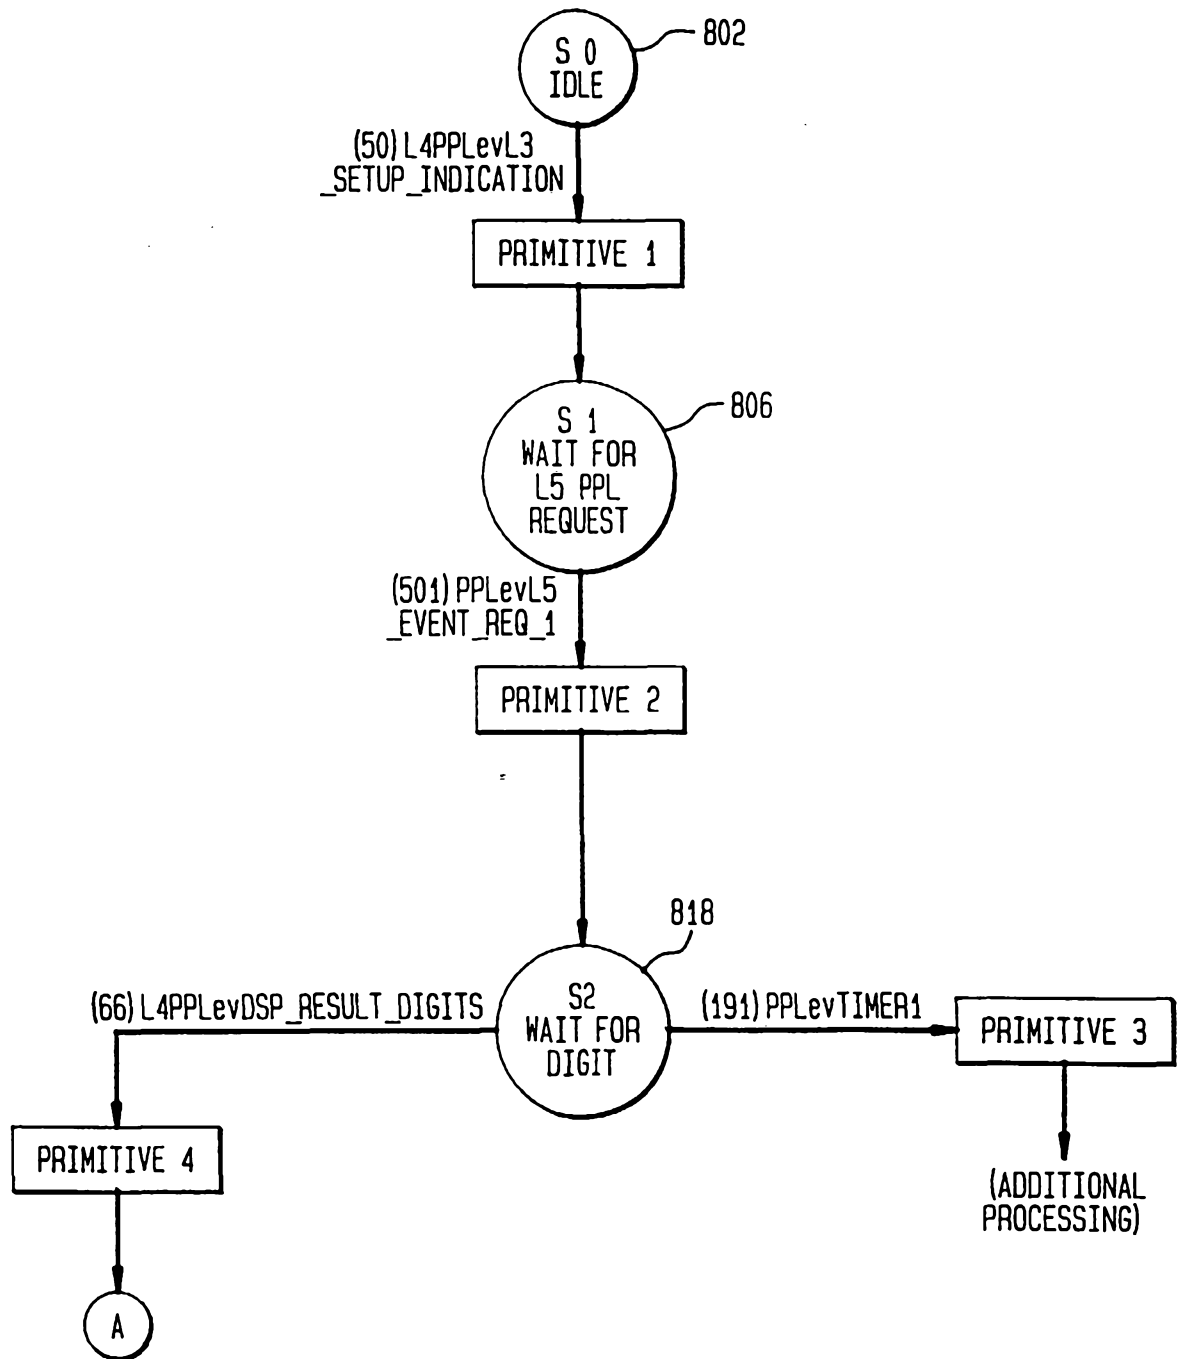 802
S 0
IDLE
(50) L4PPLevL3
_SETUP_INDICATION
PRIMITIVE 1
806
S 1
WAIT FOR
L5 PPL
REQUEST
(501) PPLevL5
_EVENT_REQ_1
PRIMITIVE 2
818
S2
WAIT FOR
DIGIT
(66) L4PPLevDSP_RESULT_DIGITS
(191) PPLevTIMER1
PRIMITIVE 3
PRIMITIVE 4
(ADDITIONAL
PROCESSING)
A